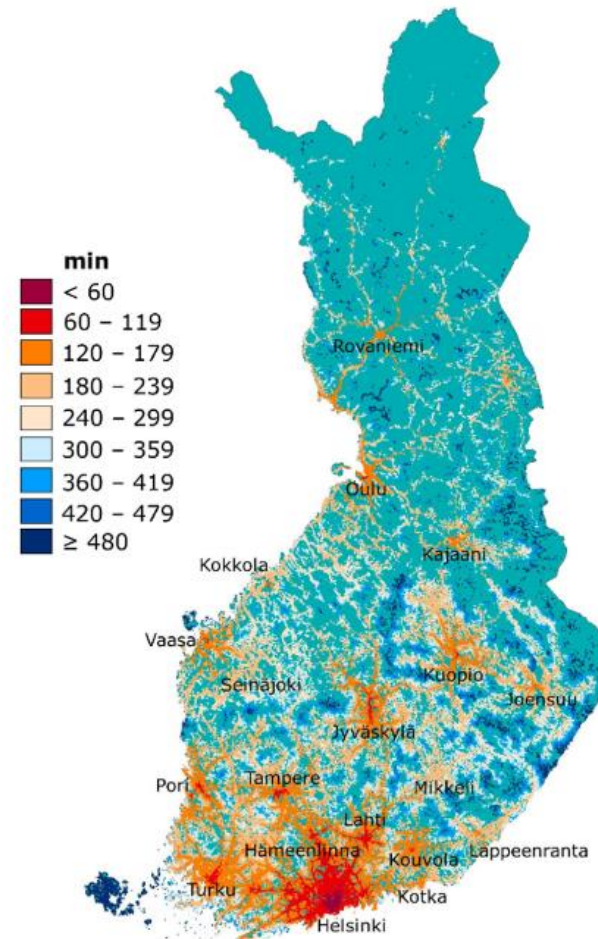 min
< 60
60 – 119
120 – 179
180 – 239
240 – 299
300 – 359
360 – 419
420 – 479
≥ 480
Rovaniemi
Oulu
Kajaani
Kokkola
Vaasa
Seinäjoki
Kuopio
Joensuu
Jyväskylä
Pori
Tampere
Mikkeli
Lahti
Hämeenlinna
Kouvola
Lappeenranta
Turku
Kotka
Helsinki